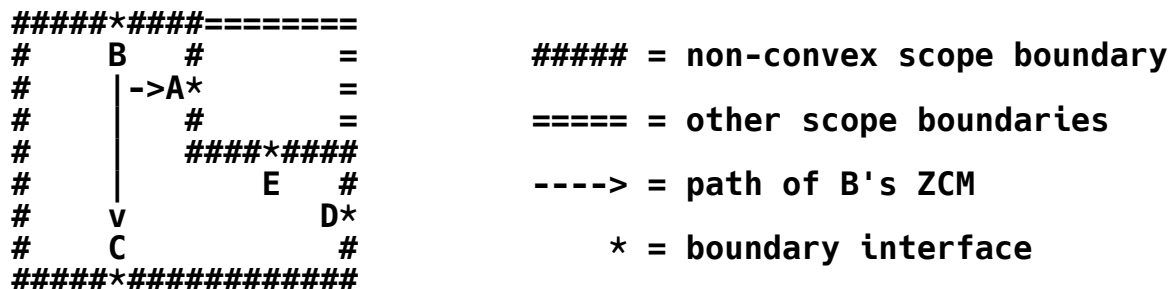 #####*####========
#    B   #       =         ##### = non-convex scope boundary
#    |->A*       =
#    |   #       =         ===== = other scope boundaries
#    |   ####*####
#    |       E   #         ----> = path of B's ZCM
#    v          D*
#    C           #             * = boundary interface
#####*############